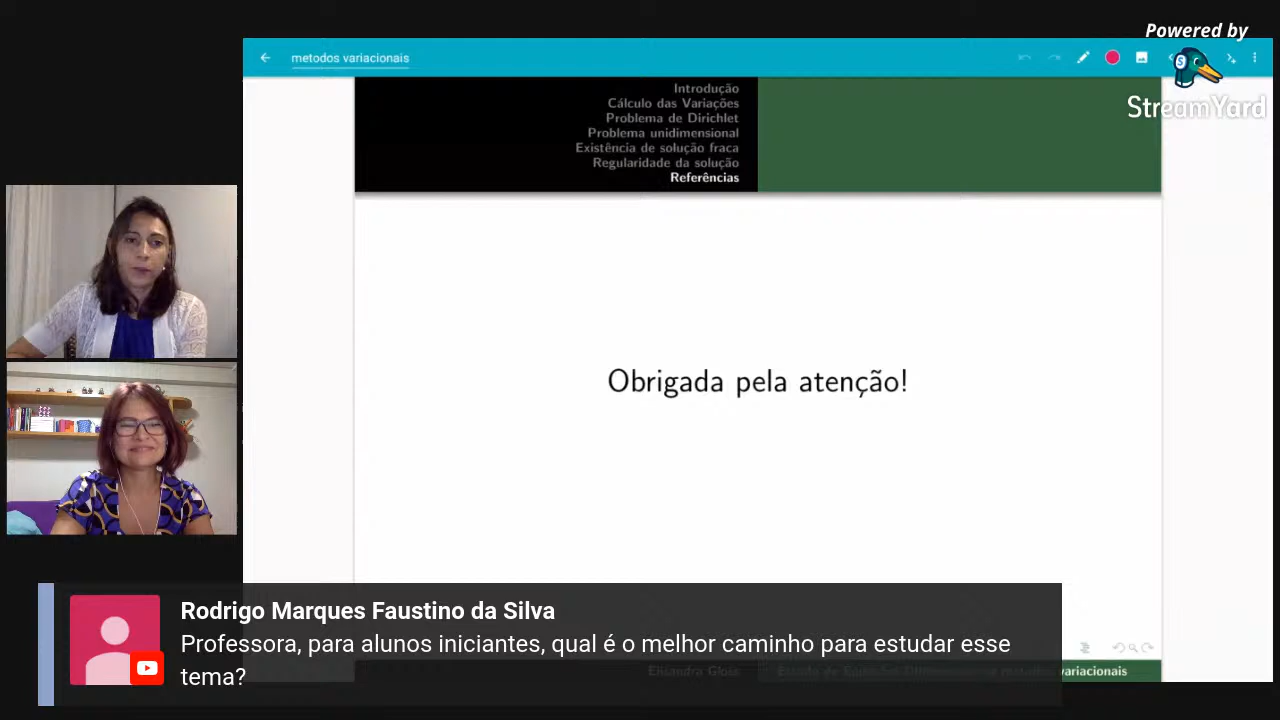 Powered by
StreamYard
metodos variacionais
Introdução
Cálculo das Variações
Problema de Dirichlet
Problema unidimensional
Existência de solução fraca
Regularidade da solução
Referências
Obrigada pela atenção!
Rodrigo Marques Faustino da Silva
Professora, para alunos iniciantes, qual é o melhor caminho para estudar esse
tema?
Elisandra Gloss
variacionais